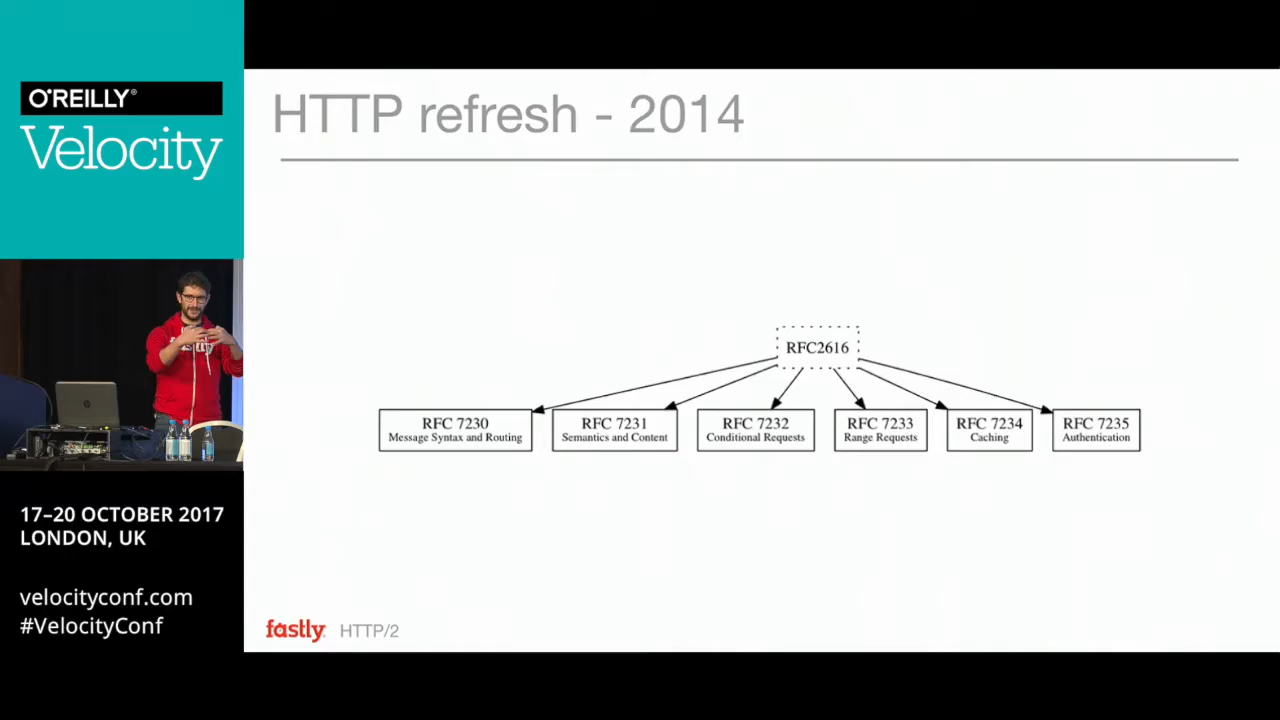 O'REILLY®
Velocity
HTTP refresh - 2014
RFC2616
RFC 7230
Message Syntax and Routing
RFC 7231
Semantics and Content
RFC 7232
Conditional Requests
RFC 7233
Range Requests
RFC 7234
Caching
RFC 7235
Authentication
17–20 OCTOBER 2017
LONDON, UK
velocityconf.com
#VelocityConf
fastly
HTTP/2